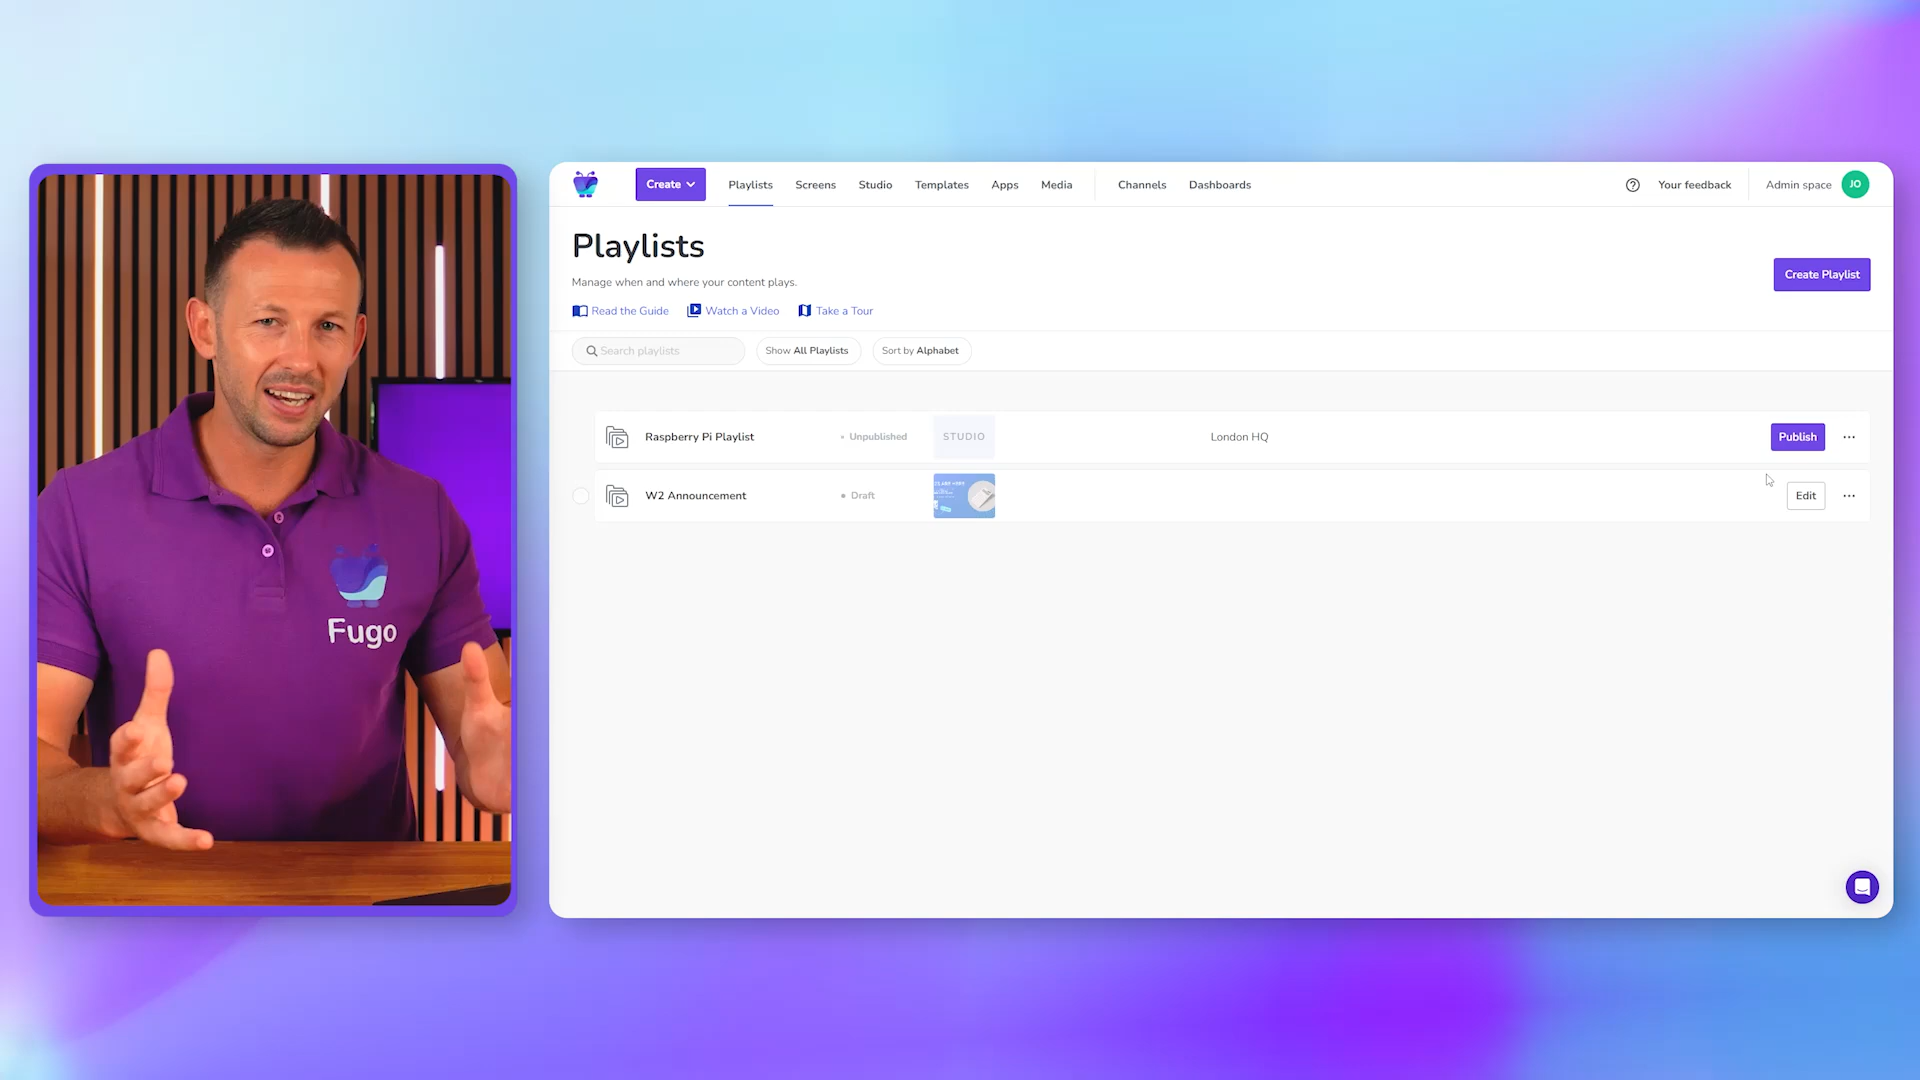 Fugo
Create
Playlists
Screens
Studio
Templates
Apps
Media
Channels
Dashboards
Your feedback
Admin space
JO
Playlists
Manage when and where your content plays.
Create Playlist
Read the Guide
Watch a Video
Take a Tour
Search playlists
Show All Playlists
Sort by Alphabet
Raspberry Pi Playlist
Unpublished
STUDIO
London HQ
Publish
W2 Announcement
Draft
Edit